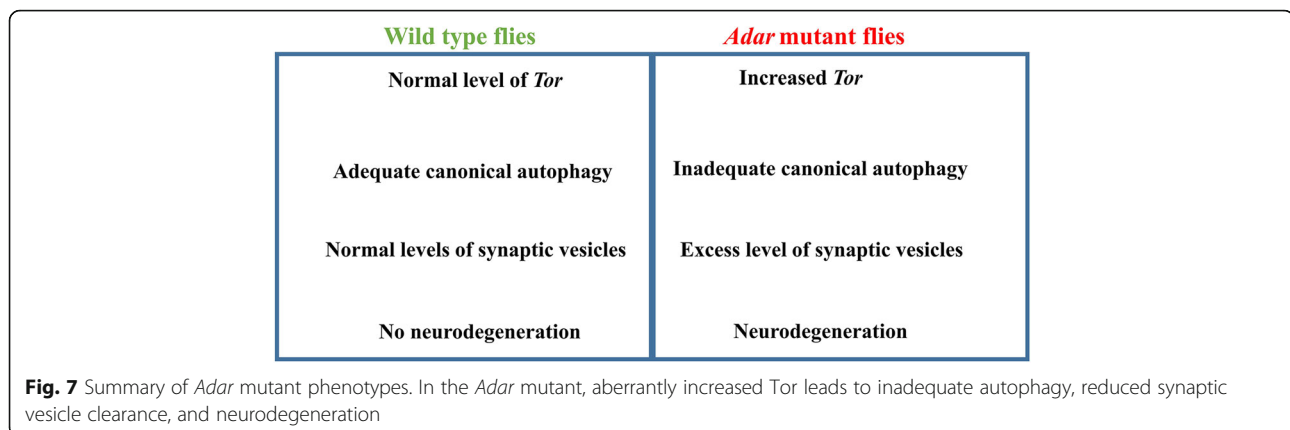 Wild type flies
Adar mutant flies
Normal level of Tor
Increased Tor
Adequate canonical autophagy
Inadequate canonical autophagy
Normal levels of synaptic vesicles
Excess level of synaptic vesicles
No neurodegeneration
Neurodegeneration
Fig. 7 Summary of Adar mutant phenotypes. In the Adar mutant, aberrantly increased Tor leads to inadequate autophagy, reduced synaptic
vesicle clearance, and neurodegeneration